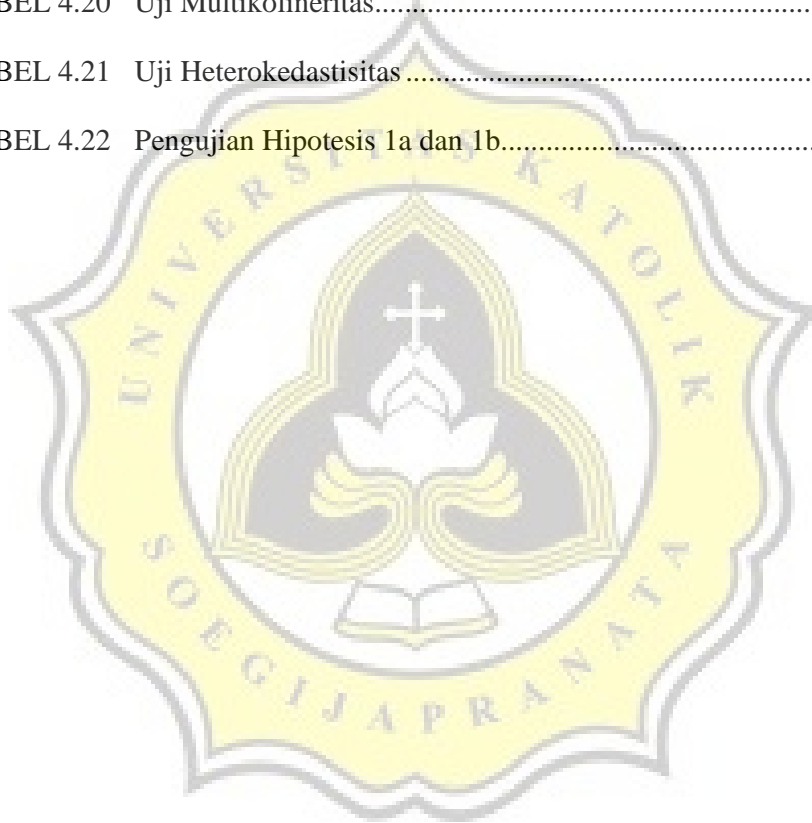 BEL 4.20 Uji Multikolineritas..........................................................
BEL 4.21 Uji Heterokedastisitas......................................................
BEL 4.22 Pengujian Hipotesis 1a dan 1b..........................................
UNIVERSITAS KATOLIK
SOEGIJAPRANATA